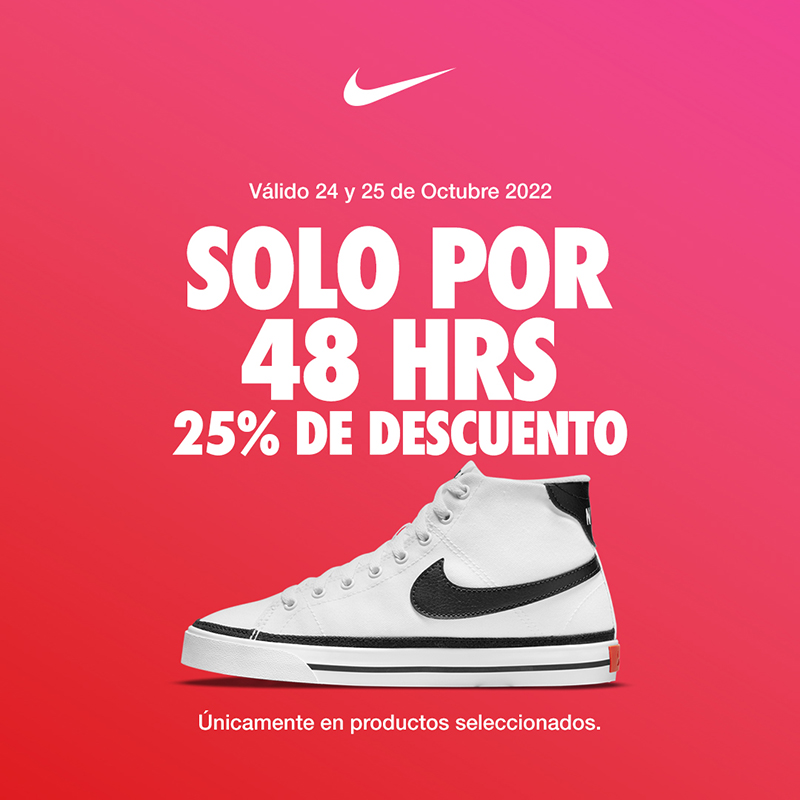 Válido 24 y 25 de Octubre 2022
SOLO POR
48 HRS
25% DE DESCUENTO
Únicamente en productos seleccionados.